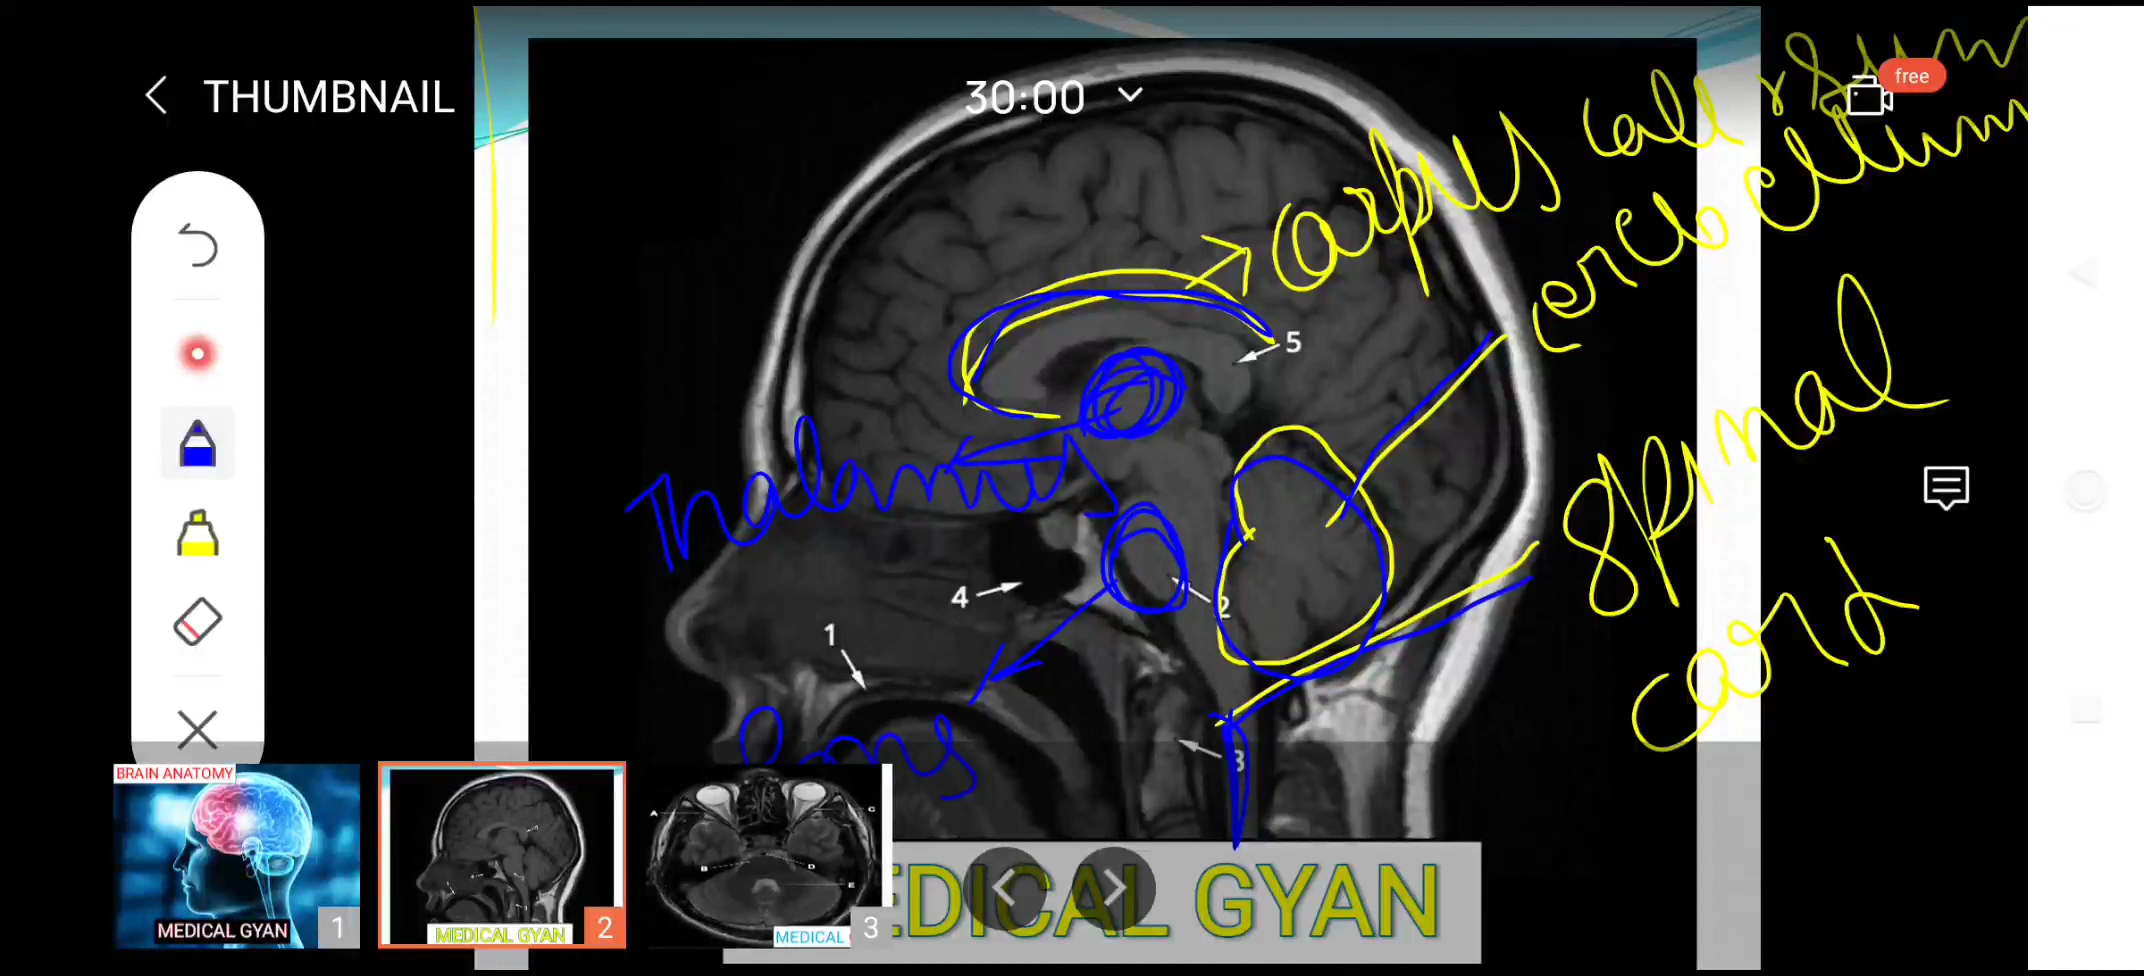 THUMBNAIL
30:00
free
corpus callosum
cerebellum
5
Thalamus
spinal
cord
4
2
1
3
Pons
BRAIN ANATOMY
MEDICAL GYAN
1
MEDICAL GYAN
2
A
C
B
D
E
MEDICAL
3
EDICAL GYAN